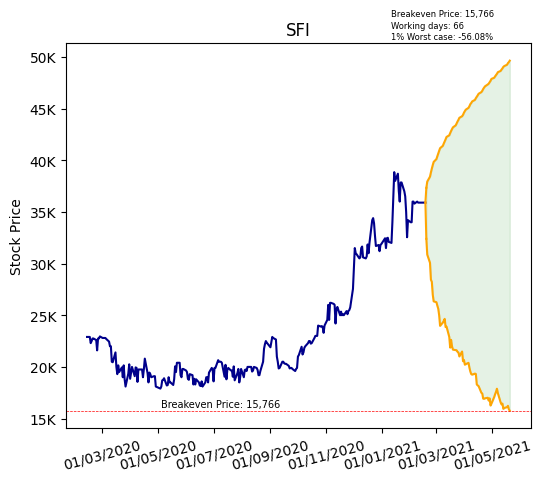 Breakeven Price: 15,766
Working days: 66
1% Worst case: -56.08%
SFI
50K
45K
40K
35K
30K
25K
20K
15K
Stock Price
Breakeven Price: 15,766
01/03/2020
01/05/2020
01/07/2020
01/09/2020
01/11/2020
01/01/2021
01/03/2021
01/05/2021